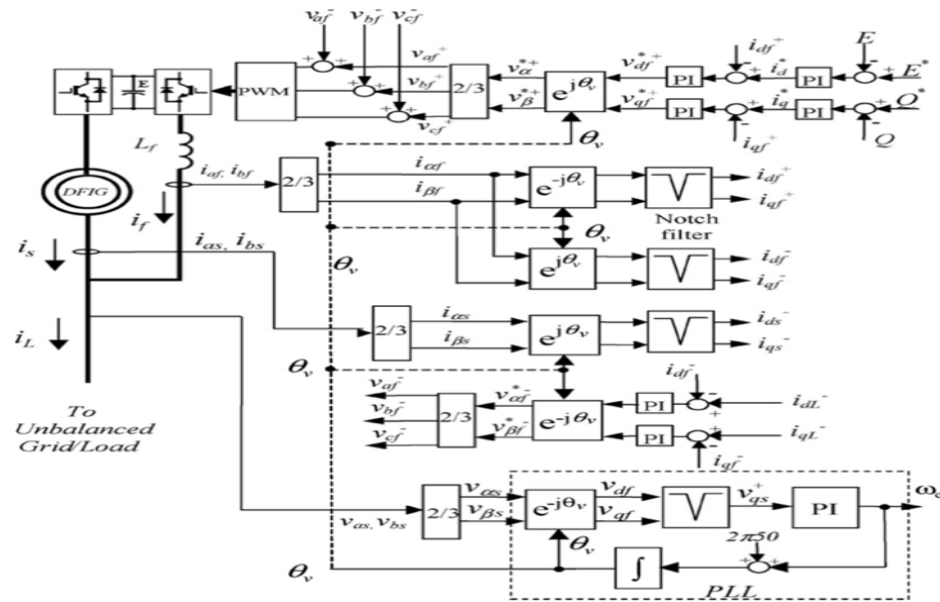 v_af^- v_bf^- v_cf^-
i_df^+ E
v_af^+ v_α^*+ v_df^*+ i_d^* E^*
E PWM v_bf^+ 2/3 e^jθ_v PI PI
v_β^*+ v_qf^*+ i_q^* Q^*
v_cf^+ PI PI
L_f θ_v i_qf^+ Q
i_af, i_bf 2/3 i_αf e^-jθ_v i_df^+
DFIG i_βf i_qf^+
i_f Notch
filter
i_s i_as, i_bs θ_v
θ_v e^jθ_v i_df^-
i_qf^-
i_αs i_ds^-
i_L 2/3 e^jθ_v
i_βs i_qs^-
θ_v i_df^-
v_af^- v_αf^*- PI i_dL^-
To v_bf^- 2/3 e^-jθ_v
Unbalanced v_cf^- v_βf^*- PI i_qL^-
Grid/Load i_qf^-
v_αs v_df v_qs^+ ω_
2/3 e^-jθ_v PI
v_as, v_bs v_βs v_qf
θ_v 2π50
θ_v ∫ PLL